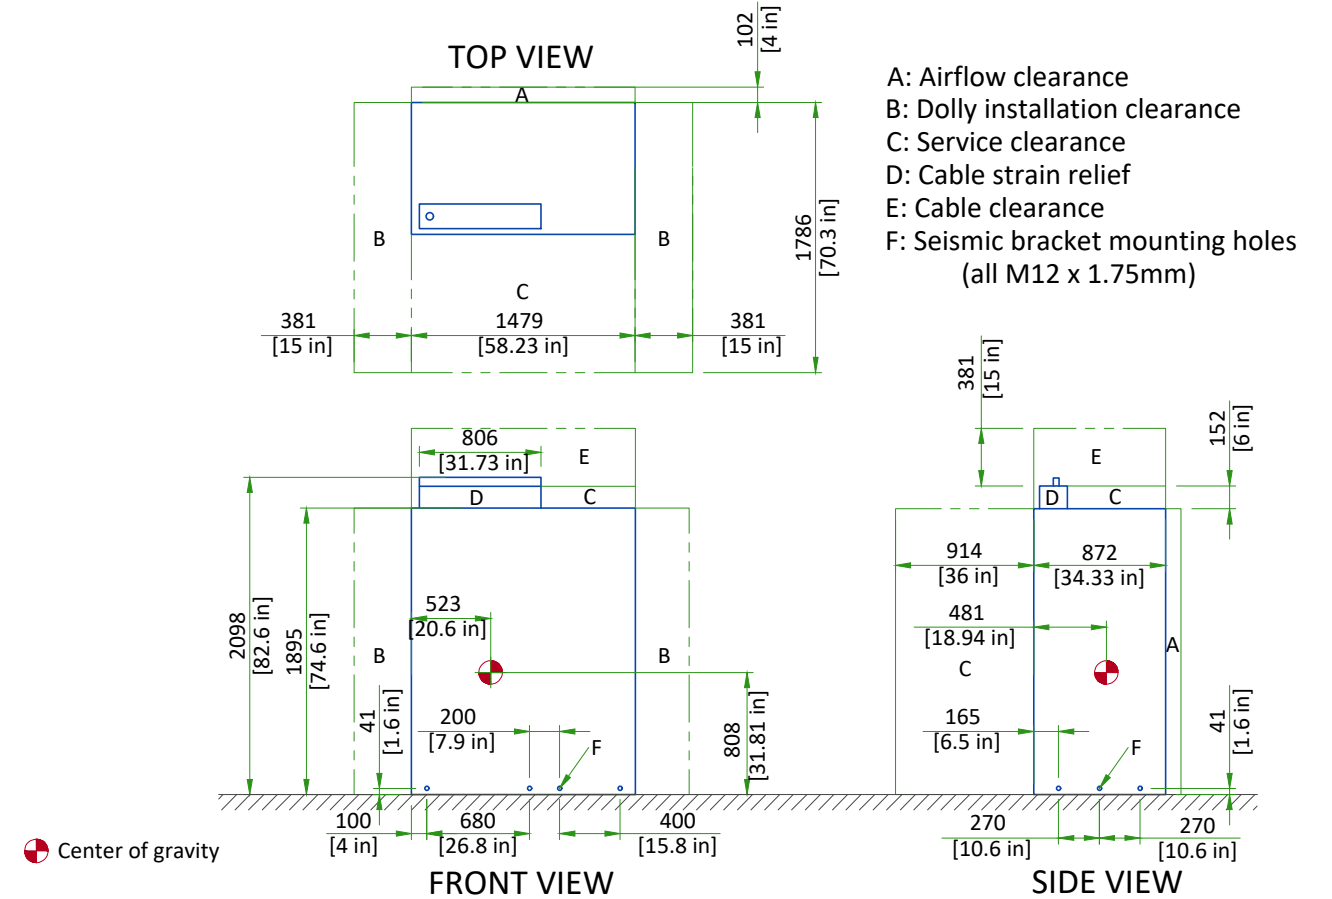 102
[4 in]
TOP VIEW
A
A: Airflow clearance
B: Dolly installation clearance
C: Service clearance
D: Cable strain relief
E: Cable clearance
F: Seismic bracket mounting holes
(all M12 x 1.75mm)
1786
[70.3 in]
B
B
C
381
[15 in]
1479
[58.23 in]
381
[15 in]
381
[15 in]
152
[6 in]
806
[31.73 in]
E
D
C
E
D
C
914
[36 in]
872
[34.33 in]
2098
[82.6 in]
1895
[74.6 in]
523
[20.6 in]
481
[18.94 in]
B
B
C
A
41
[1.6 in]
200
[7.9 in]
F
808
[31.81 in]
165
[6.5 in]
F
41
[1.6 in]
100
[4 in]
680
[26.8 in]
400
[15.8 in]
270
[10.6 in]
270
[10.6 in]
Center of gravity
FRONT VIEW
SIDE VIEW